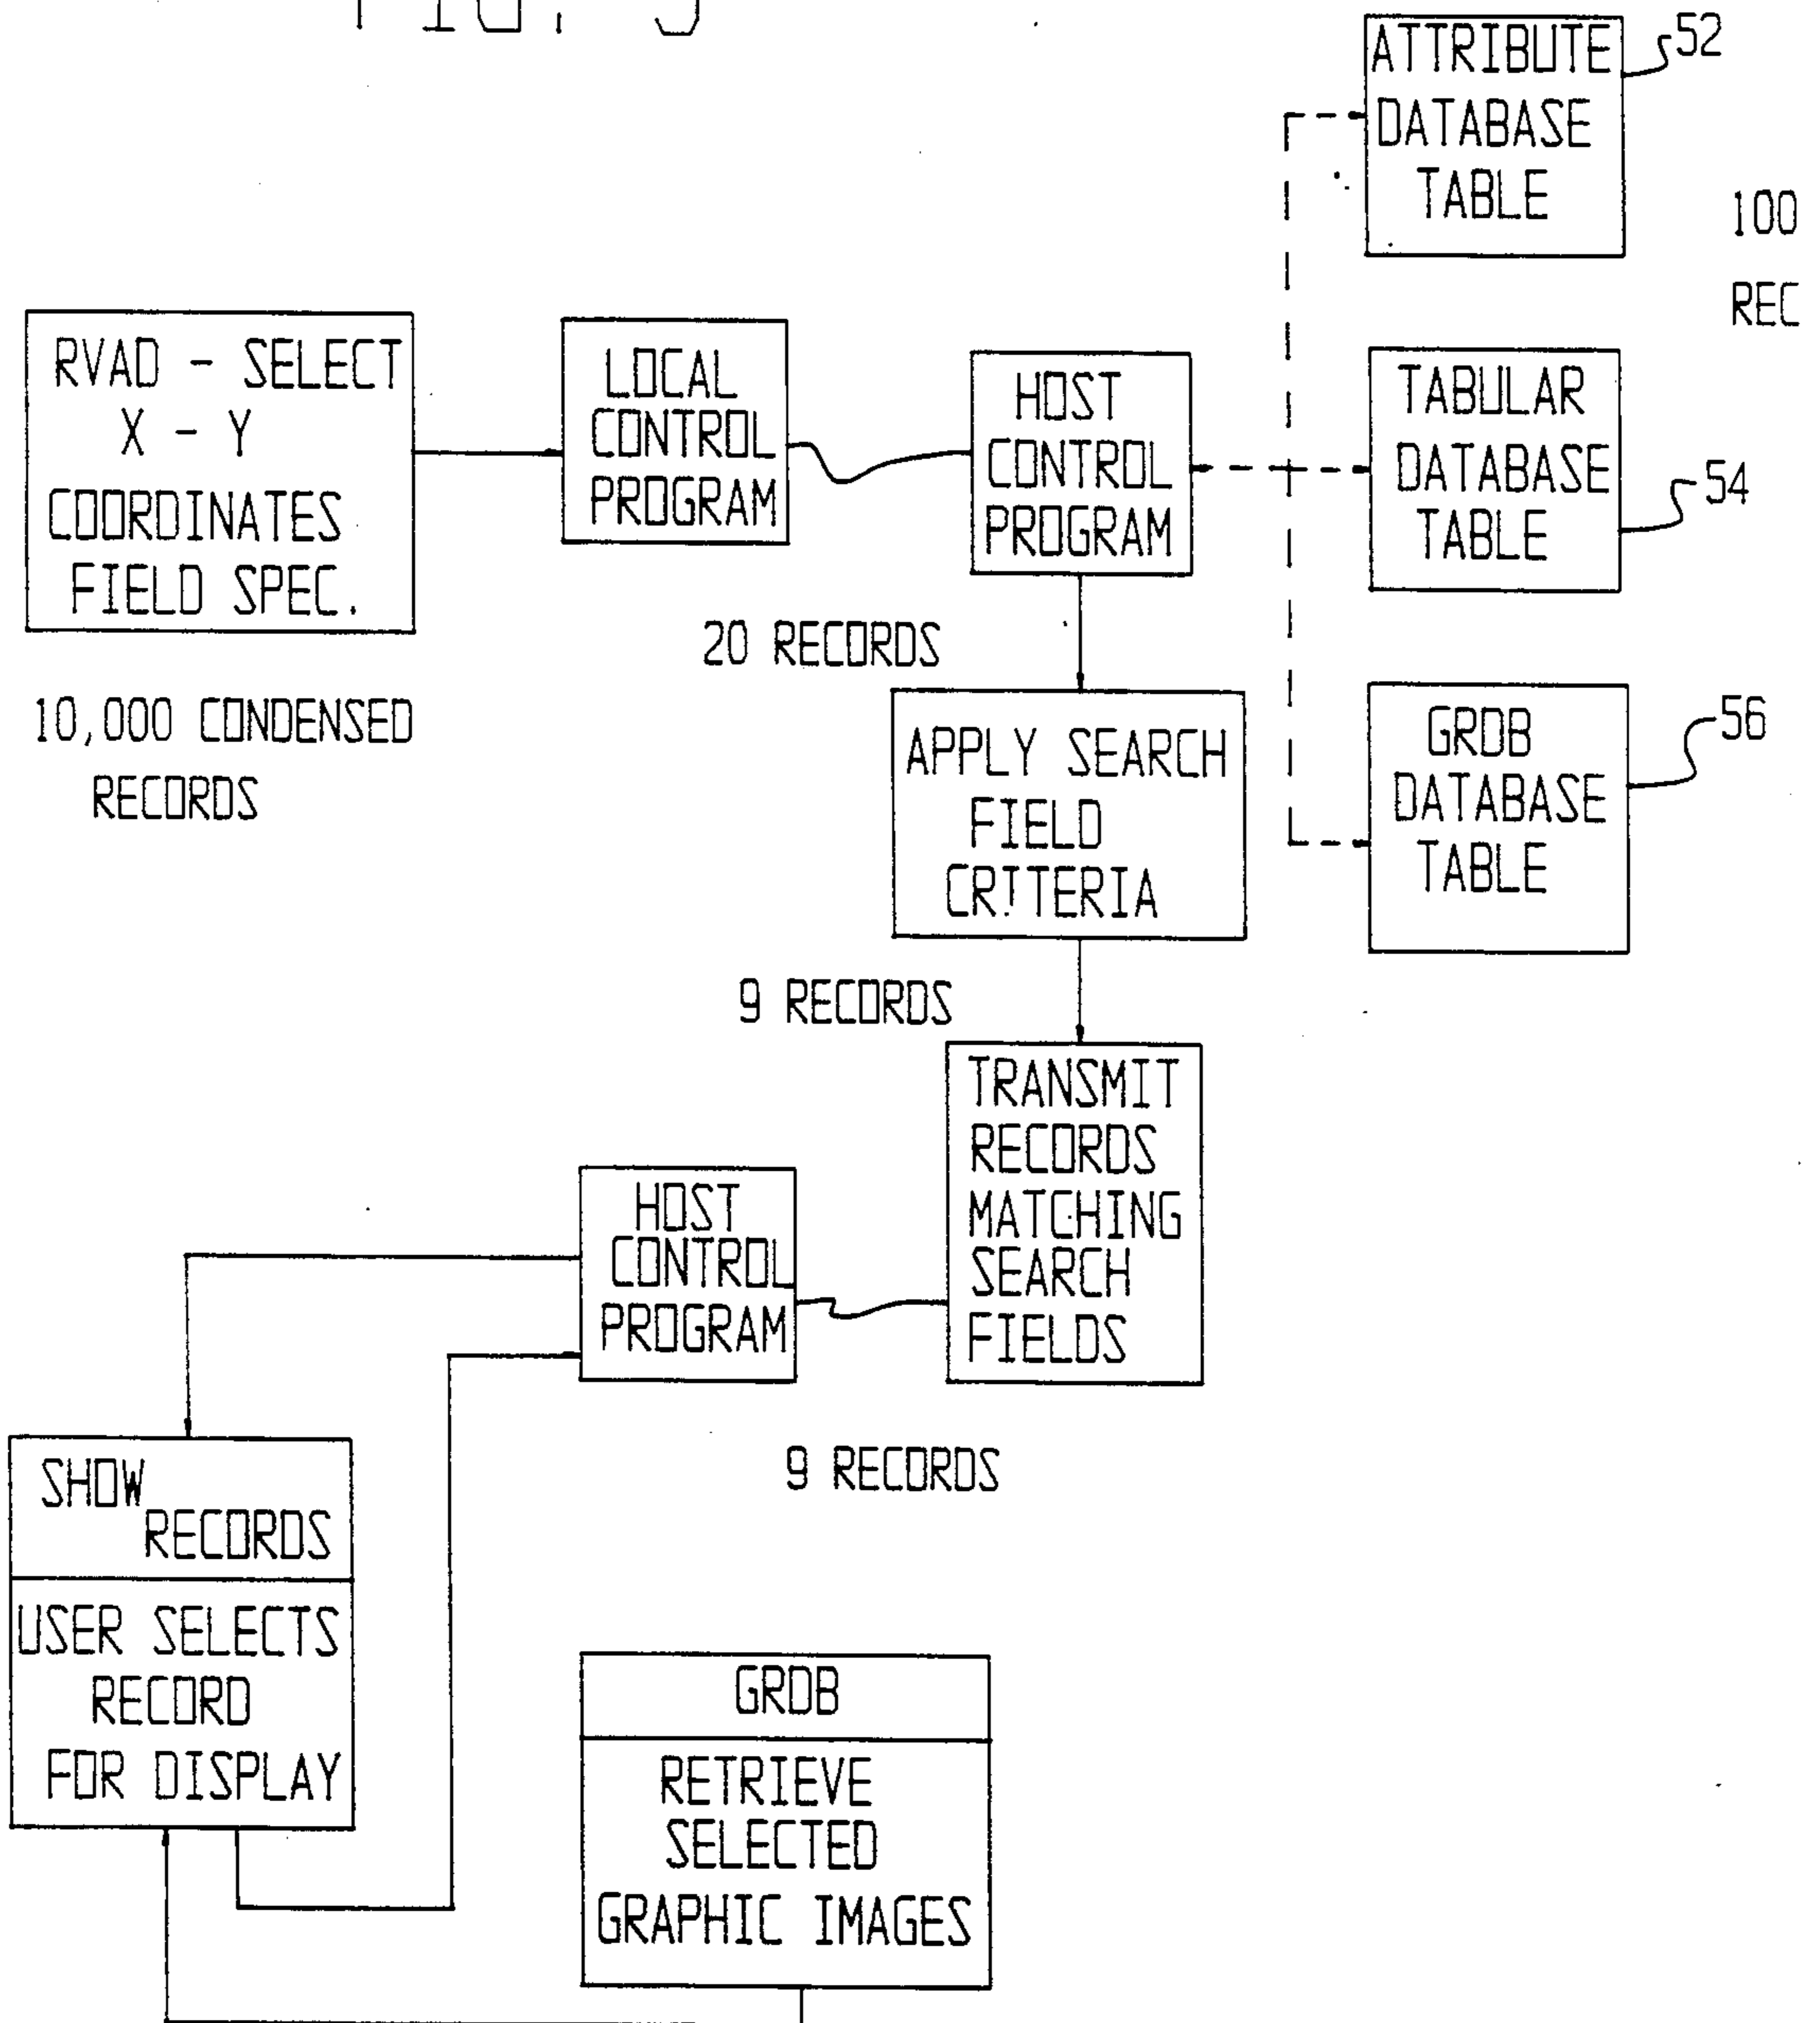 FIG. 5
ATTRIBUTE
DATABASE
TABLE
52
100
REC
RVAD - SELECT
X - Y
COORDINATES
FIELD SPEC.
LOCAL
CONTROL
PROGRAM
HOST
CONTROL
PROGRAM
TABULAR
DATABASE
TABLE
54
20 RECORDS
10,000 CONDENSED
RECORDS
APPLY SEARCH
FIELD
CRITERIA
GRDB
DATABASE
TABLE
56
9 RECORDS
TRANSMIT
RECORDS
MATCHING
SEARCH
FIELDS
HOST
CONTROL
PROGRAM
9 RECORDS
SHOW
RECORDS
USER SELECTS
RECORD
FOR DISPLAY
GRDB
RETRIEVE
SELECTED
GRAPHIC IMAGES